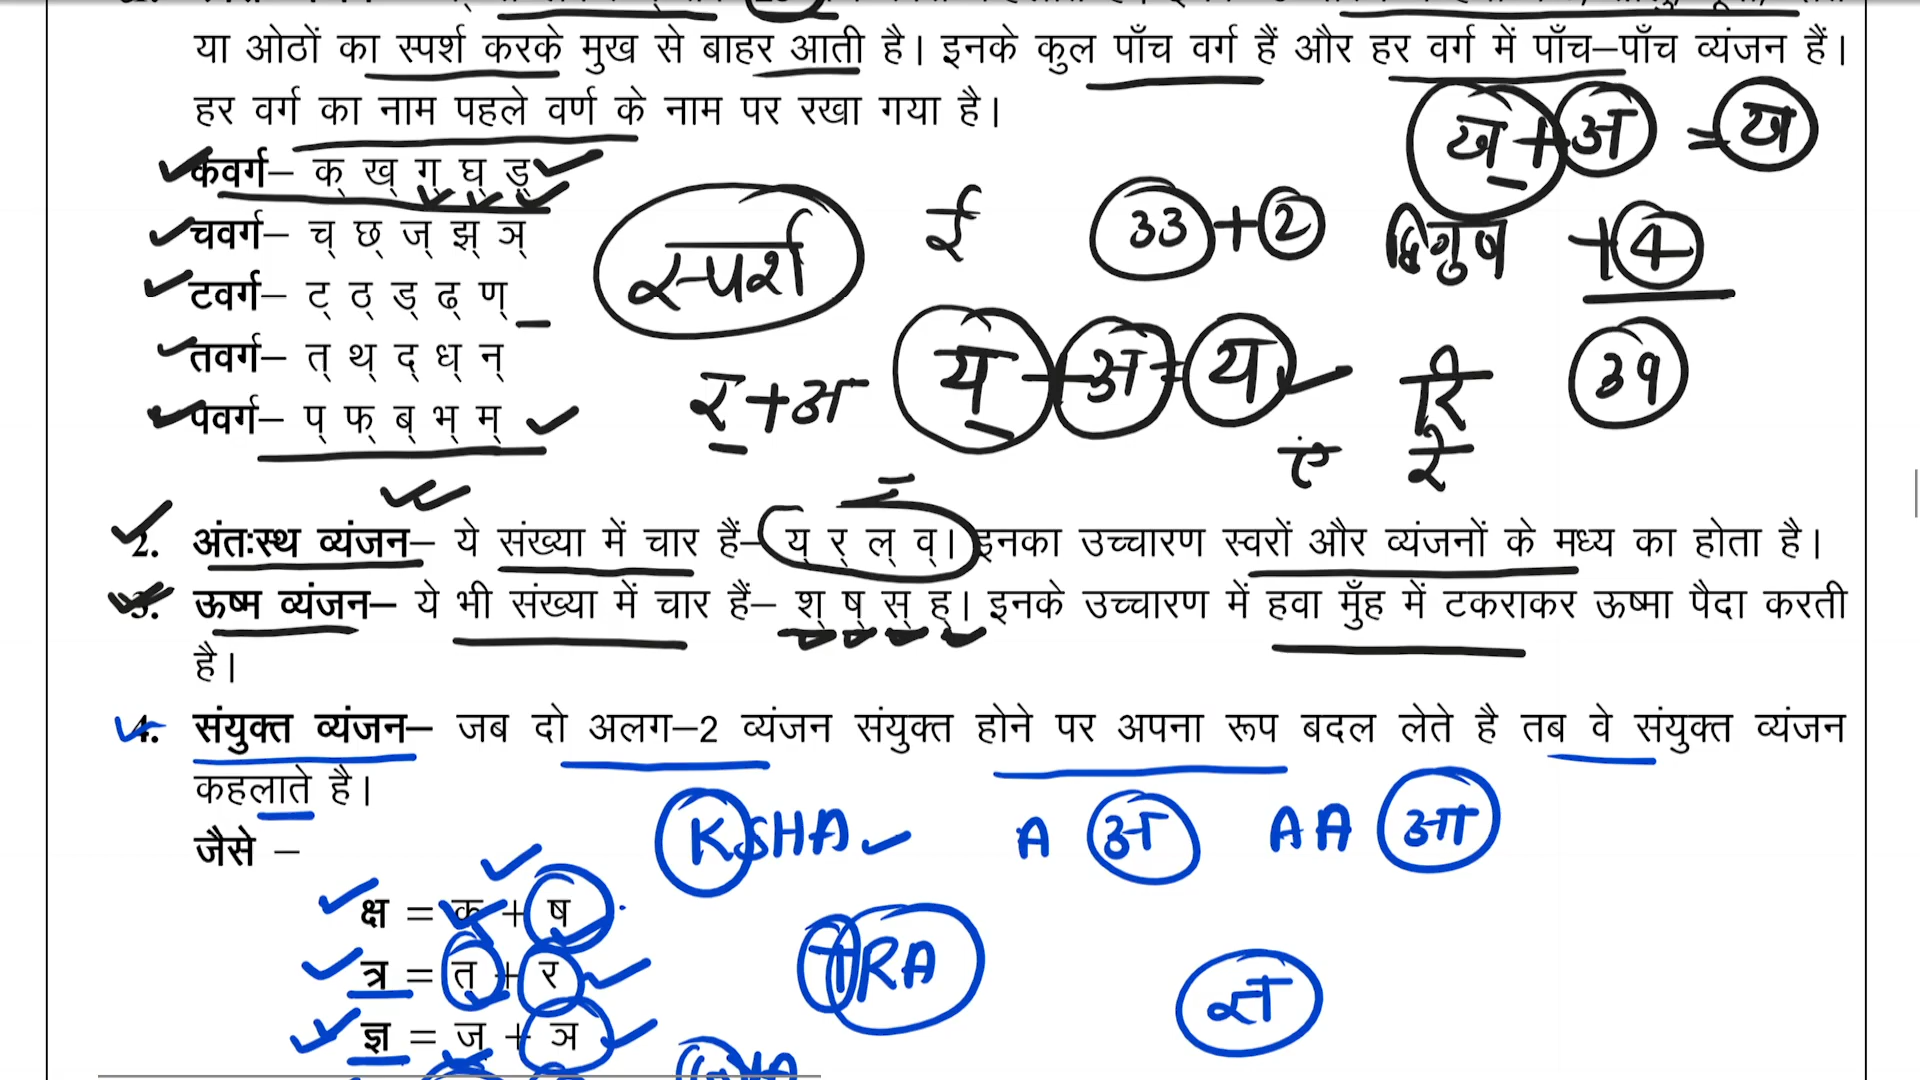 या ओठों का स्पर्श करके मुख से बाहर आती है। इनके कुल पाँच वर्ग हैं और हर वर्ग में पाँच–पाँच व्यंजन हैं।
हर वर्ग का नाम पहले वर्ण के नाम पर रखा गया है।
ख् + अ = ख
कवर्ग– क् ख् ग् घ् ङ्
चवर्ग– च् छ् ज् झ् ञ्
स्पर्श ई 33 + 2 द्विगुण + 4
टवर्ग– ट् ठ् ड् ढ् ण्
39
तवर्ग– त् थ् द् ध् न्
र् + अ य् + अ = य रि
पवर्ग– प् फ् ब् भ् म्
रे
2. अंतःस्थ व्यंजन– ये संख्या में चार हैं– य् र् ल् व्। इनका उच्चारण स्वरों और व्यंजनों के मध्य का होता है।
3. ऊष्म व्यंजन– ये भी संख्या में चार हैं– श् ष् स् ह्। इनके उच्चारण में हवा मुँह में टकराकर ऊष्मा पैदा करती
है।
4. संयुक्त व्यंजन– जब दो अलग–2 व्यंजन संयुक्त होने पर अपना रूप बदल लेते है तब वे संयुक्त व्यंजन
कहलाते है।
KSHA A अ AA आ
जैसे –
क्ष = क् + ष
त्र = त् + र
TRA
ज्ञ = ज् + ञ